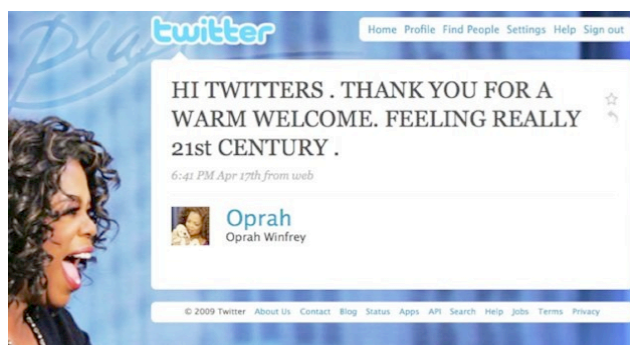 twitter
Home Profile Find People Settings Help Sign out
HI TWITTERS . THANK YOU FOR A
WARM WELCOME. FEELING REALLY
21st CENTURY .
6:41 PM Apr 17th from web
Oprah
Oprah Winfrey
© 2009 Twitter About Us Contact Blog Status Apps API Search Help Jobs Terms Privacy